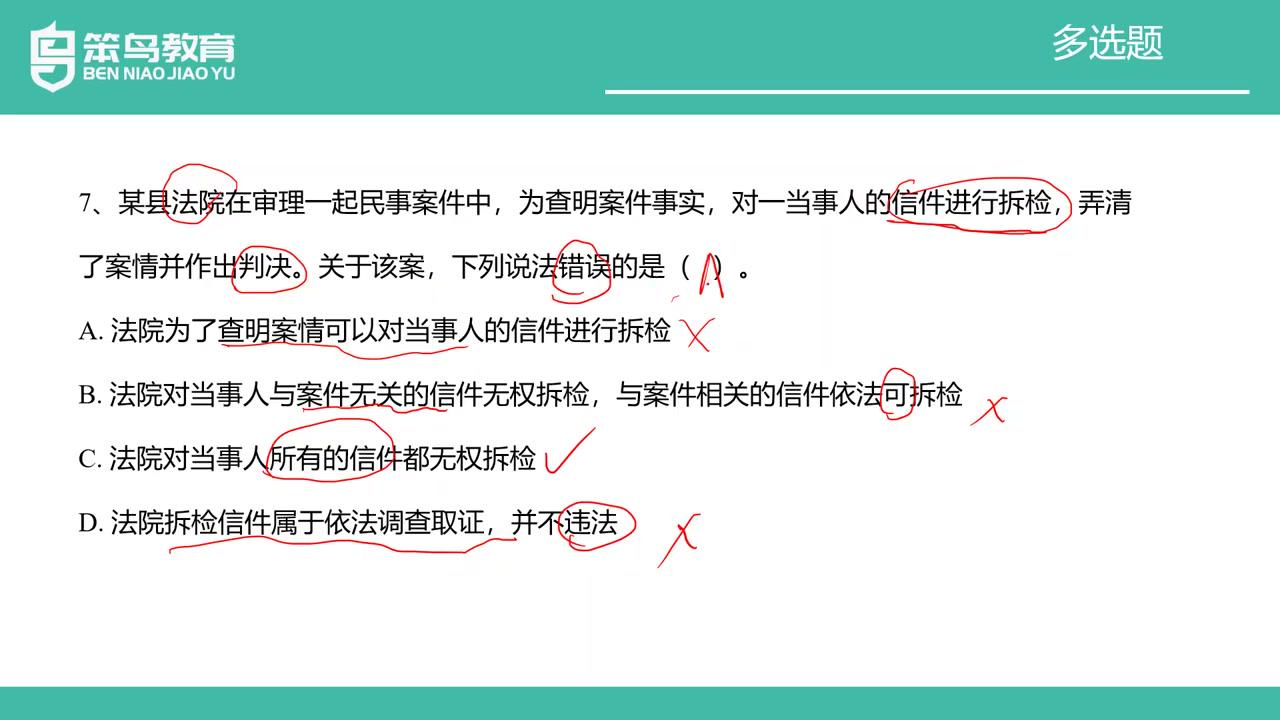 笨鸟教育
BEN NIAO JIAO YU
多选题
7、某县法院在审理一起民事案件中，为查明案件事实，对一当事人的信件进行拆检，弄清
了案情并作出判决。关于该案，下列说法错误的是（ A ）。
A. 法院为了查明案情可以对当事人的信件进行拆检
B. 法院对当事人与案件无关的信件无权拆检，与案件相关的信件依法可拆检
C. 法院对当事人所有的信件都无权拆检
D. 法院拆检信件属于依法调查取证，并不违法